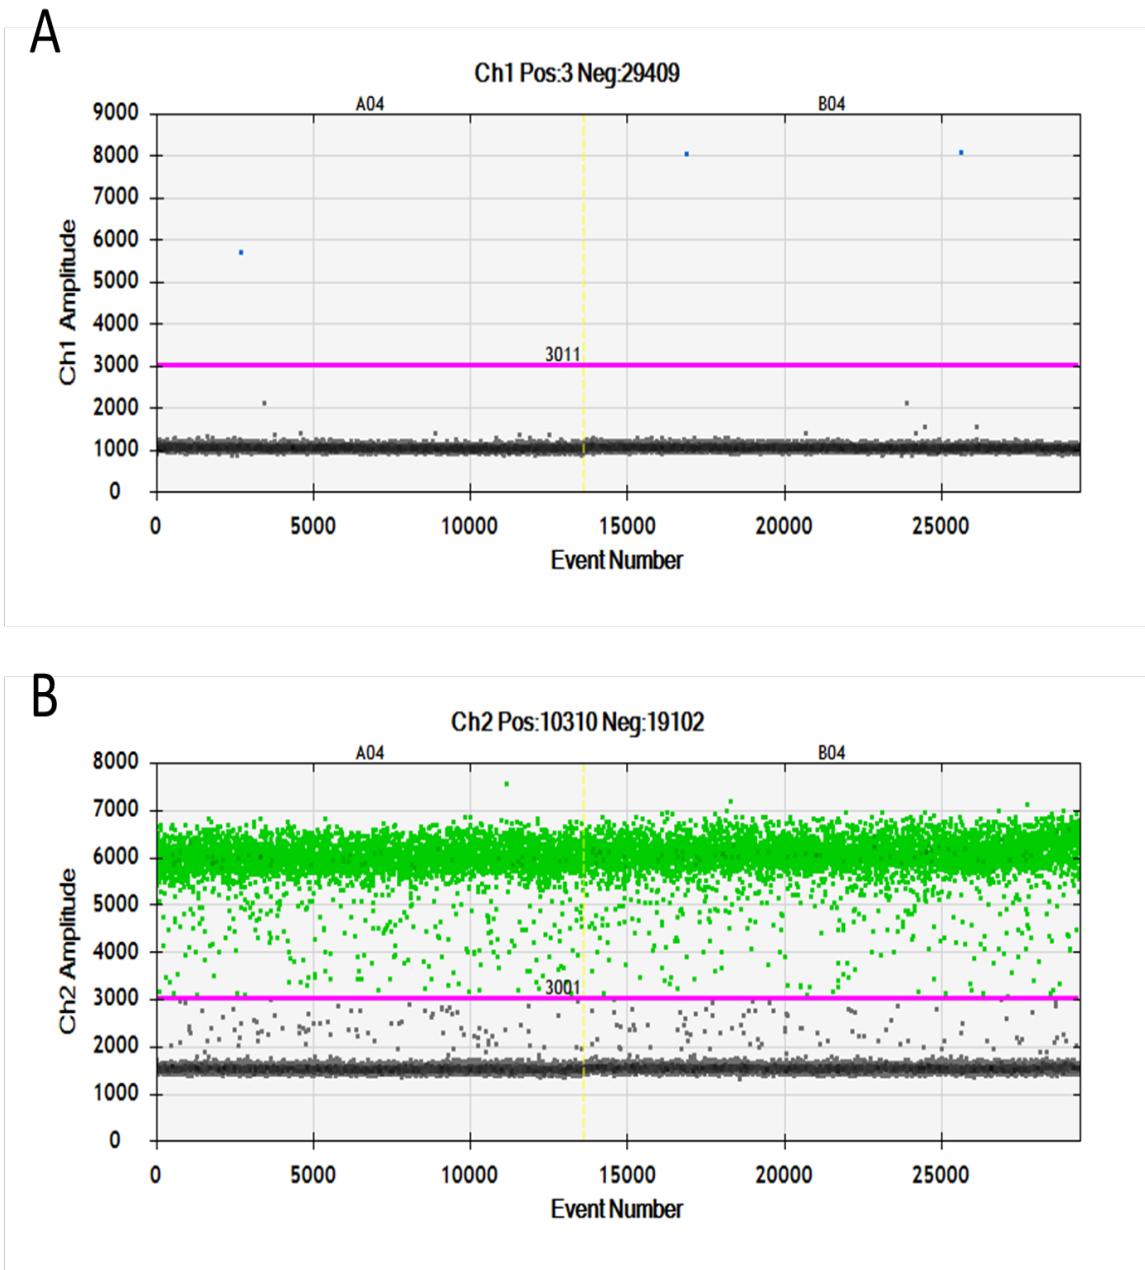 A
Ch1 Pos:3 Neg:29409
A04 B04
9000
8000
7000
6000
5000
4000
3000
2000
1000
0
Ch1 Amplitude
3011
0 5000 10000 15000 20000 25000
Event Number
B
Ch2 Pos:10310 Neg:19102
A04 B04
8000
7000
6000
5000
4000
3000
2000
1000
0
Ch2 Amplitude
3001
0 5000 10000 15000 20000 25000
Event Number